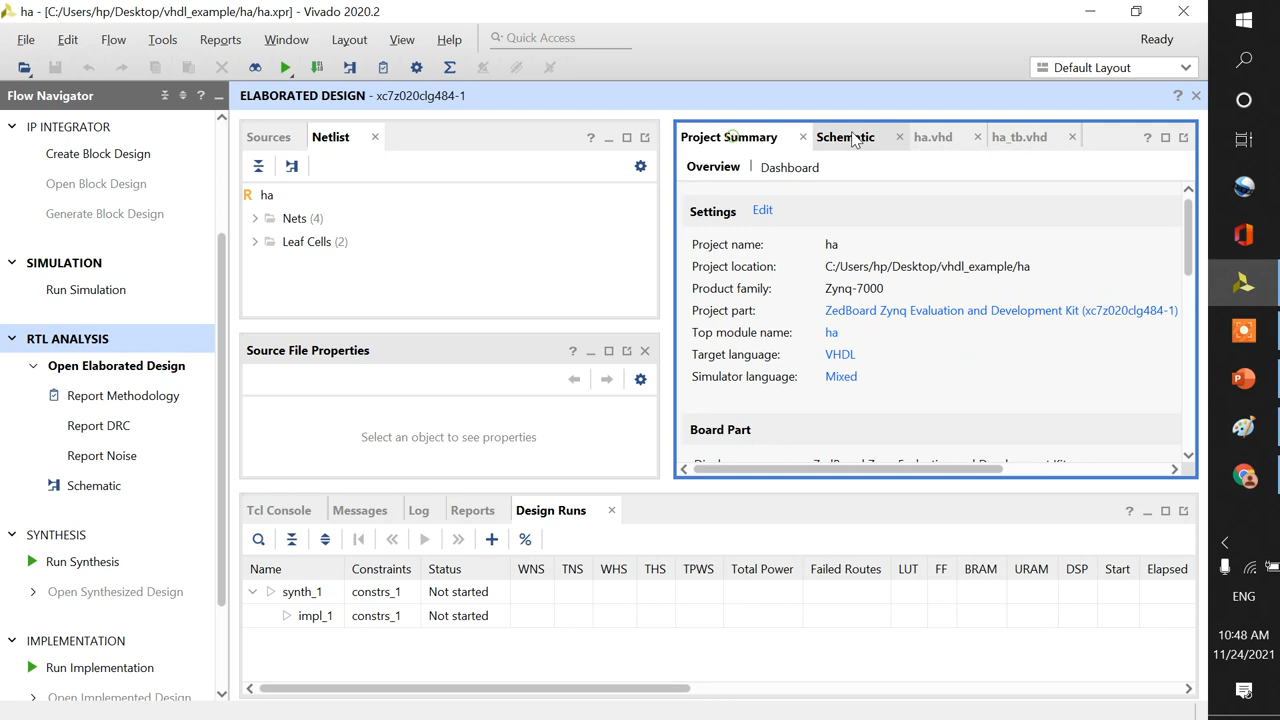 ha - [C:/Users/hp/Desktop/vhdl_example/ha/ha.xpr] - Vivado 2020.2
File Edit Flow Tools Reports Window Layout View Help Quick Access Ready
Default Layout
Flow Navigator
ELABORATED DESIGN - xc7z020clg484-1
IP INTEGRATOR
Create Block Design
Open Block Design
Generate Block Design
SIMULATION
Run Simulation
RTL ANALYSIS
Open Elaborated Design
Report Methodology
Report DRC
Report Noise
Schematic
SYNTHESIS
Run Synthesis
Open Synthesized Design
IMPLEMENTATION
Run Implementation
Open Implemented Design
Sources Netlist
R ha
Nets (4)
Leaf Cells (2)
Source File Properties
Select an object to see properties
Project Summary Schematic ha.vhd ha_tb.vhd
Overview | Dashboard
Settings Edit
Project name: ha
Project location: C:/Users/hp/Desktop/vhdl_example/ha
Product family: Zynq-7000
Project part: ZedBoard Zynq Evaluation and Development Kit (xc7z020clg484-1)
Top module name: ha
Target language: VHDL
Simulator language: Mixed
Board Part
Tcl Console Messages Log Reports Design Runs
Name Constraints Status WNS TNS WHS THS TPWS Total Power Failed Routes LUT FF BRAM URAM DSP Start Elapsed
synth_1 constrs_1 Not started
impl_1 constrs_1 Not started
ENG
10:48 AM
11/24/2021